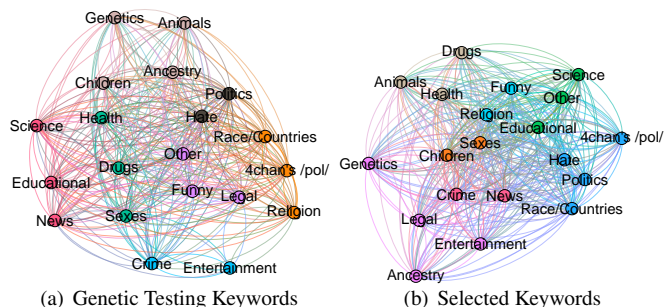 Genetics
Animals
Children
Ancestry
Politics
Science
Health
Hate
Race/Countries
Other
4chan's /pol/
Drugs
Educational
Funny
Legal
News
Sexes
Religion
Crime
Entertainment
(a) Genetic Testing Keywords
Drugs
Animals
Health
Funny
Science
Other
Religion
Educational
4chan's /pol/
Sexes
Children
Hate
Genetics
Politics
Crime
News
Race/Countries
Legal
Entertainment
Ancestry
(b) Selected Keywords